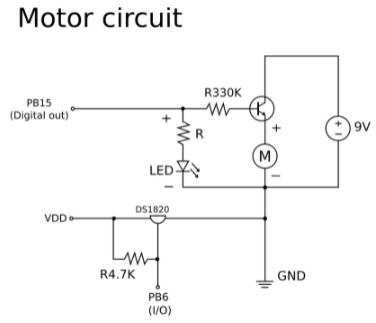 Motor circuit
R330K
PB15
(Digital out)
+
R
+
+
−
9V
M
LED
−
−
DS1820
VDD
R4.7K
GND
PB6
(I/O)